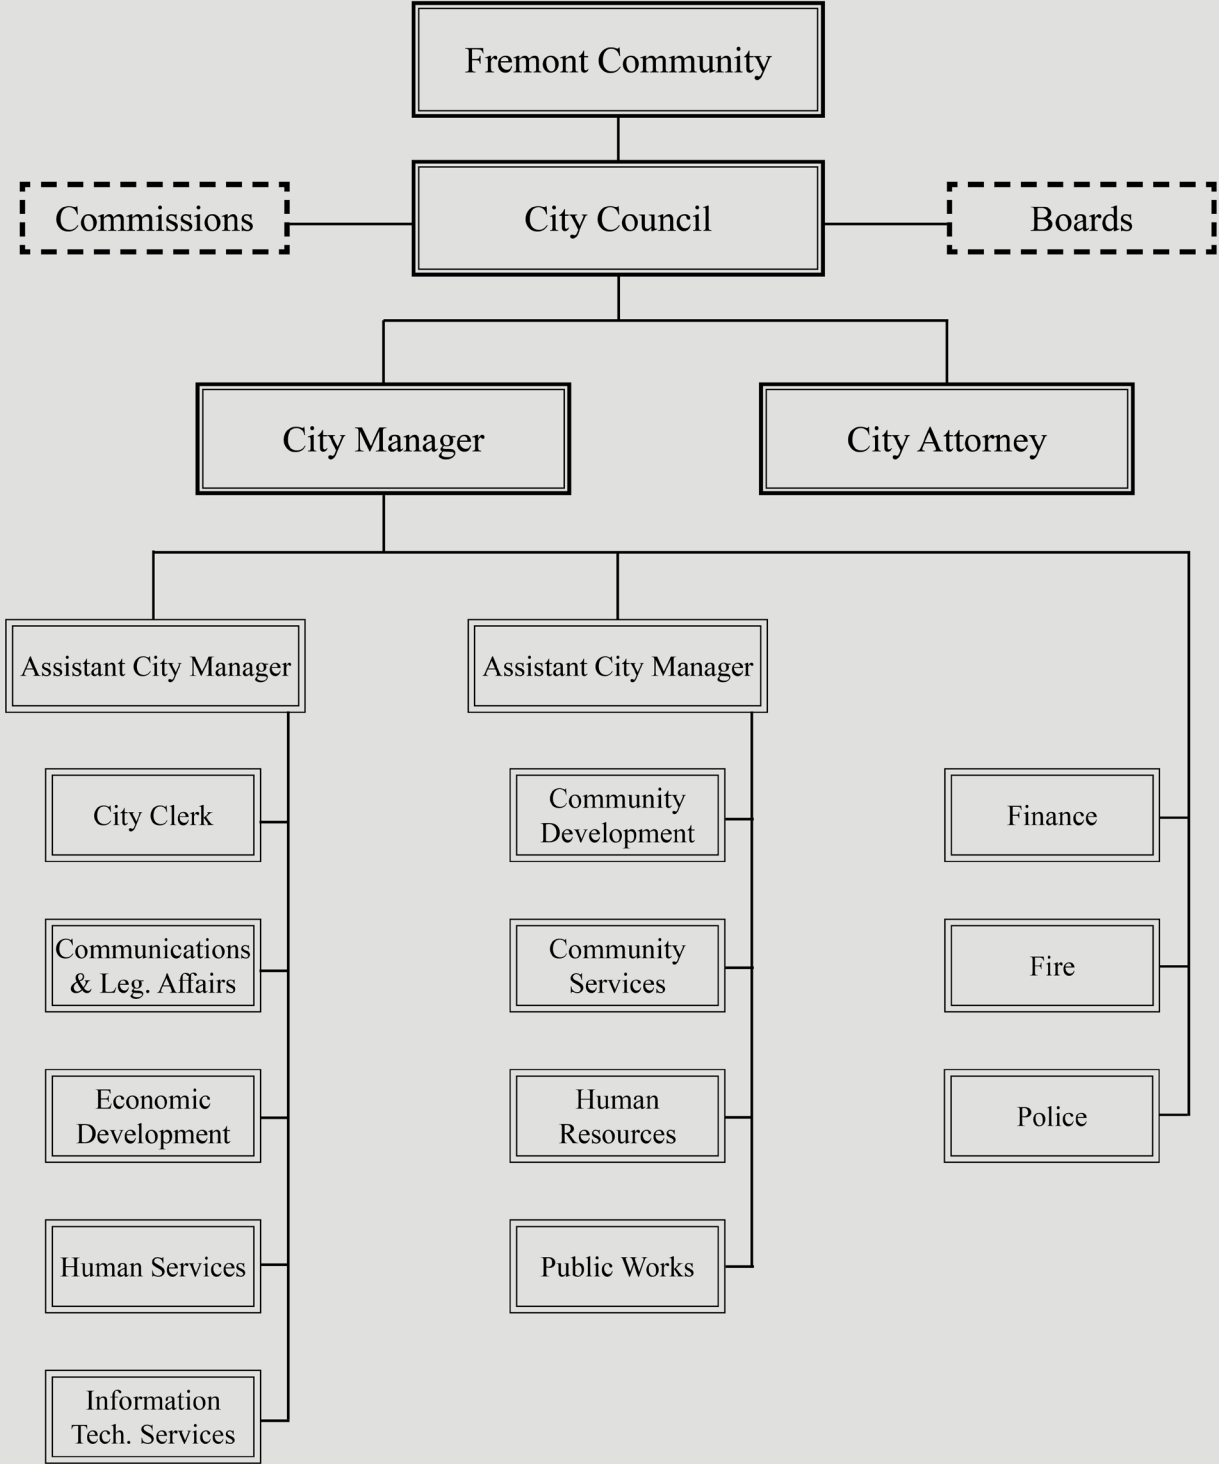 Fremont Community
Commissions
City Council
Boards
City Manager
City Attorney
Assistant City Manager
Assistant City Manager
City Clerk
Community
Development
Finance
Communications
& Leg. Affairs
Community
Services
Fire
Economic
Development
Human
Resources
Police
Human Services
Public Works
Information
Tech. Services